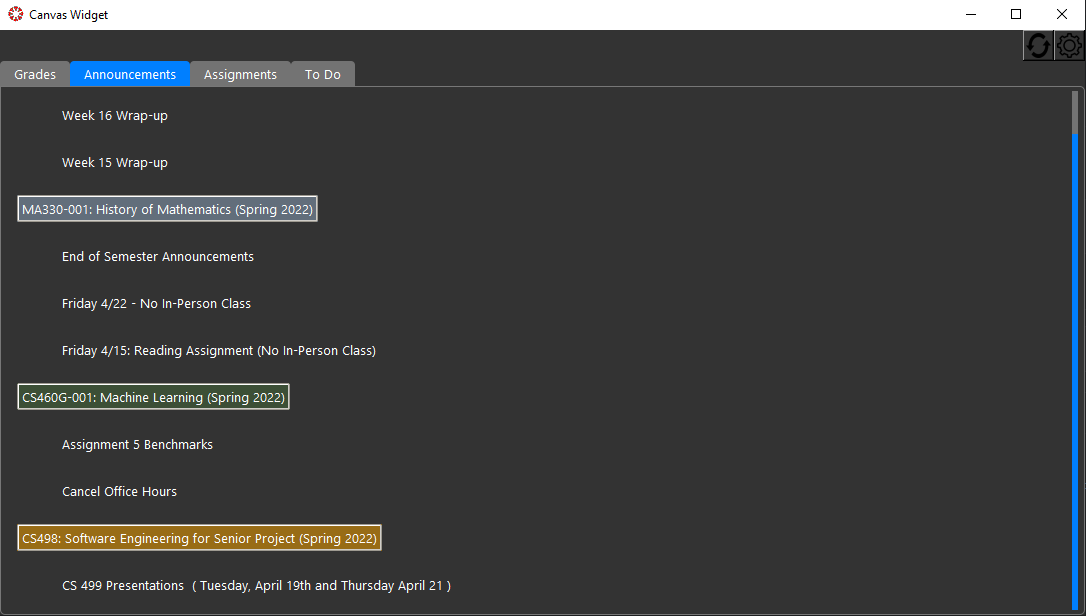 Canvas Widget
Grades Announcements Assignments To Do
Week 16 Wrap-up
Week 15 Wrap-up
MA330-001: History of Mathematics (Spring 2022)
End of Semester Announcements
Friday 4/22 - No In-Person Class
Friday 4/15: Reading Assignment (No In-Person Class)
CS460G-001: Machine Learning (Spring 2022)
Assignment 5 Benchmarks
Cancel Office Hours
CS498: Software Engineering for Senior Project (Spring 2022)
CS 499 Presentations  ( Tuesday, April 19th and Thursday April 21 )